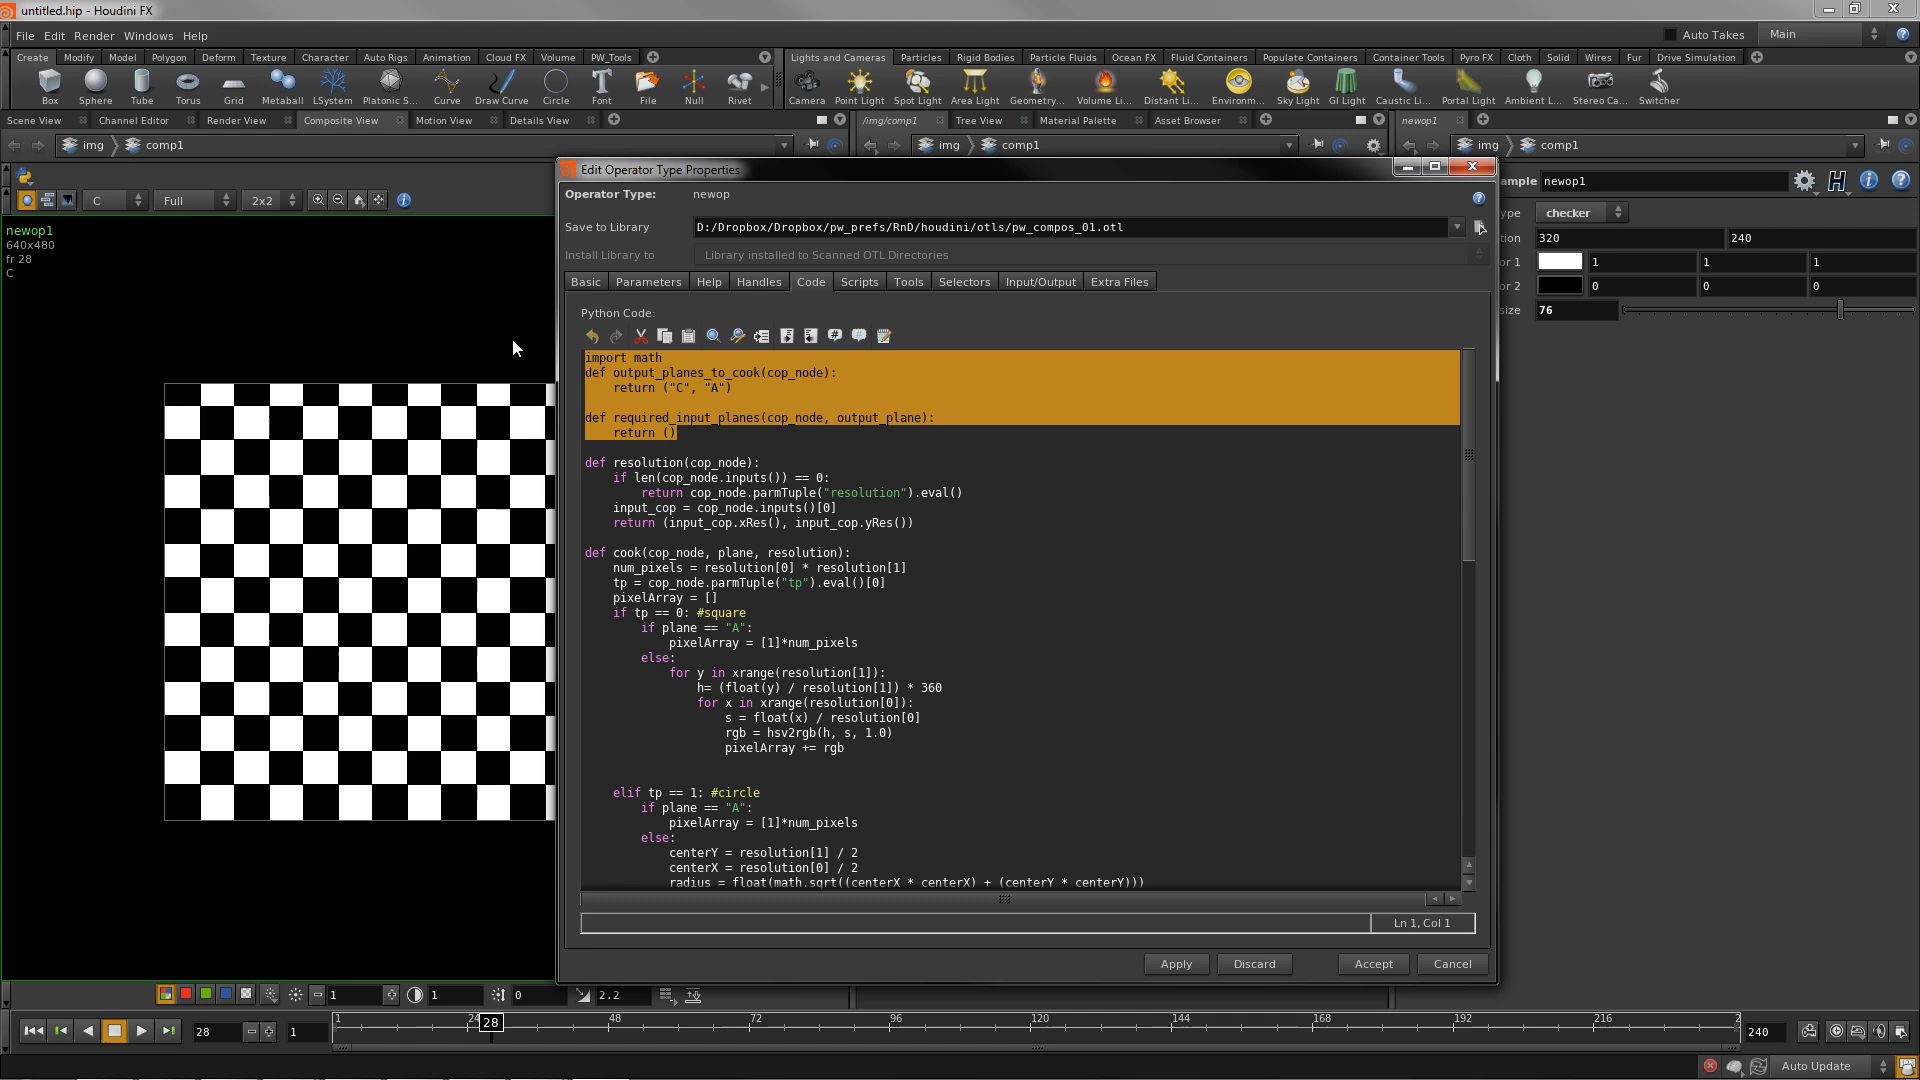 untitled.hip - Houdini FX
File Edit Render Windows Help
Auto Takes Main
Create Modify Model Polygon Deform Texture Character Auto Rigs Animation Cloud FX Volume PW_Tools
Lights and Cameras Particles Rigid Bodies Particle Fluids Ocean FX Fluid Containers Populate Containers Container Tools Pyro FX Cloth Solid Wires Fur Drive Simulation
Box Sphere Tube Torus Grid Metaball LSystem Platonic S... Curve Draw Curve Circle Font File Null Rivet
Camera Point Light Spot Light Area Light Geometry... Volume Li... Distant Li... Environm... Sky Light GI Light Caustic Li... Portal Light Ambient L... Stereo Ca... Switcher
Scene View Channel Editor Render View Composite View Motion View Details View
/img/comp1 Tree View Material Palette Asset Browser
newop1
img comp1
img comp1
img comp1
C Full 2x2
newop1
640x480
fr 28
C
Edit Operator Type Properties
Operator Type: newop
Save to Library D:/Dropbox/Dropbox/pw_prefs/RnD/houdini/otls/pw_compos_01.otl
Install Library to Library installed to Scanned OTL Directories
Basic Parameters Help Handles Code Scripts Tools Selectors Input/Output Extra Files
Python Code:
import math
def output_planes_to_cook(cop_node):
return ("C", "A")
def required_input_planes(cop_node, output_plane):
return ()
def resolution(cop_node):
if len(cop_node.inputs()) == 0:
return cop_node.parmTuple("resolution").eval()
input_cop = cop_node.inputs()[0]
return (input_cop.xRes(), input_cop.yRes())
def cook(cop_node, plane, resolution):
num_pixels = resolution[0] * resolution[1]
tp = cop_node.parmTuple("tp").eval()[0]
pixelArray = []
if tp == 0: #square
if plane == "A":
pixelArray = [1]*num_pixels
else:
for y in xrange(resolution[1]):
h= (float(y) / resolution[1]) * 360
for x in xrange(resolution[0]):
s = float(x) / resolution[0]
rgb = hsv2rgb(h, s, 1.0)
pixelArray += rgb
elif tp == 1: #circle
if plane == "A":
pixelArray = [1]*num_pixels
else:
centerY = resolution[1] / 2
centerX = resolution[0] / 2
radius = float(math.sqrt((centerX * centerX) + (centerY * centerY)))
Ln 1, Col 1
Apply Discard Accept Cancel
ample newop1
ype checker
tion 320 240
or 1 1 1 1
or 2 0 0 0
size 76
1 1 0 2.2
28 1
1 24 28 48 72 96 120 144 168 192 216 2
240
Auto Update